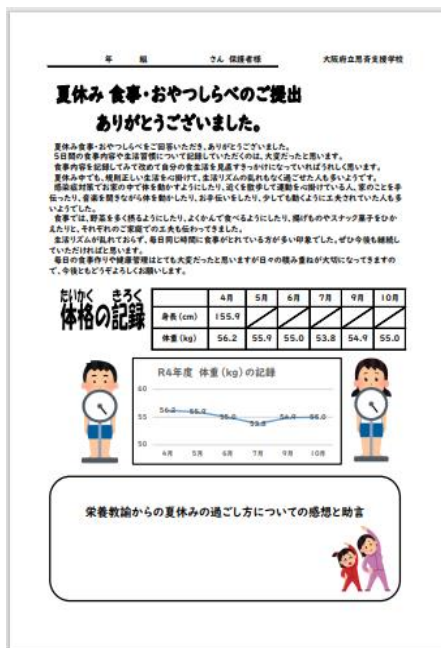 年 組 さん 保護者様 大阪府立思斉支援学校
夏休み 食事・おやつしらべのご提出
ありがとうございました。
夏休み食事・おやつしらべをご回答いただき、ありがとうございました。
5日間の食事内容や生活習慣について記録していただくのは、大変だったと思います。
食事内容を記録してみて改めて自分の食生活を見直すきっかけになっていればうれしく思います。
夏休み中でも、規則正しい生活を心掛けて、生活リズムの乱れもなく過ごせた人も多いようです。
感染症対策でお家の中で体を動かすようにしたり、近くを散歩して運動を心掛けている人、家のことを手
伝ったり、音楽を聞きながら体を動かしたり、お手伝いをしたり、少しでも動くように工夫されていた人も多
いようでした。
食事では、野菜を多く摂るようにしたり、よくかんで食べるようにしたり、揚げものやスナック菓子をひか
えたりと、それぞれのご家庭での工夫も伝わってきました。
生活リズムが乱れておらず、毎日同じ時間に食事がとれている方が多い印象でした。ぜひ今後も継続し
ていただければと思います。
毎日の食事作りや健康管理はとても大変だったと思いますが日々の積み重ねが大切になってきますの
で、今後ともどうぞよろしくお願いします。
たいかく きろく
体格の記録
4月 5月 6月 7月 9月 10月
身長(cm) 155.9
体重(kg) 56.2 55.9 55.0 53.8 54.9 55.0
R4年度 体重(kg)の記録
60
56.2 55.9 55.0 53.8 54.9 55.0
55
50
4月 5月 6月 7月 9月 10月
栄養教諭からの夏休みの過ごし方についての感想と助言